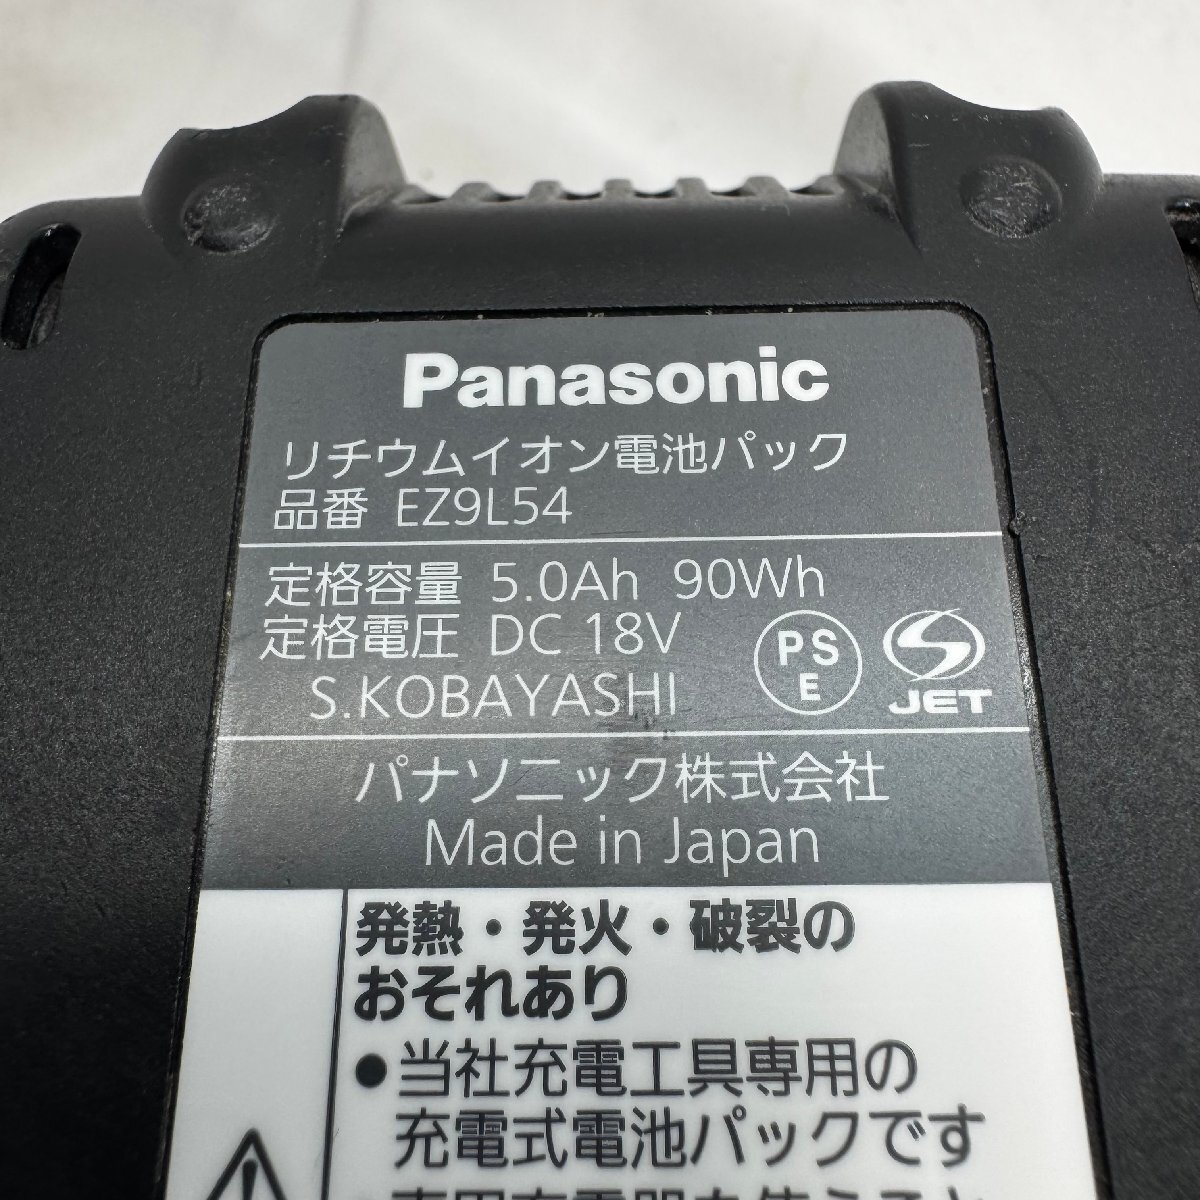 Panasonic
リチウムイオン電池パック
品番 EZ9L54
定格容量 5.0Ah 90Wh
定格電圧 DC 18V
S.KOBAYASHI
PS
E
JET
パナソニック株式会社
Made in Japan
発熱・発火・破裂の
おそれあり
●当社充電工具専用の
充電式電池パックです